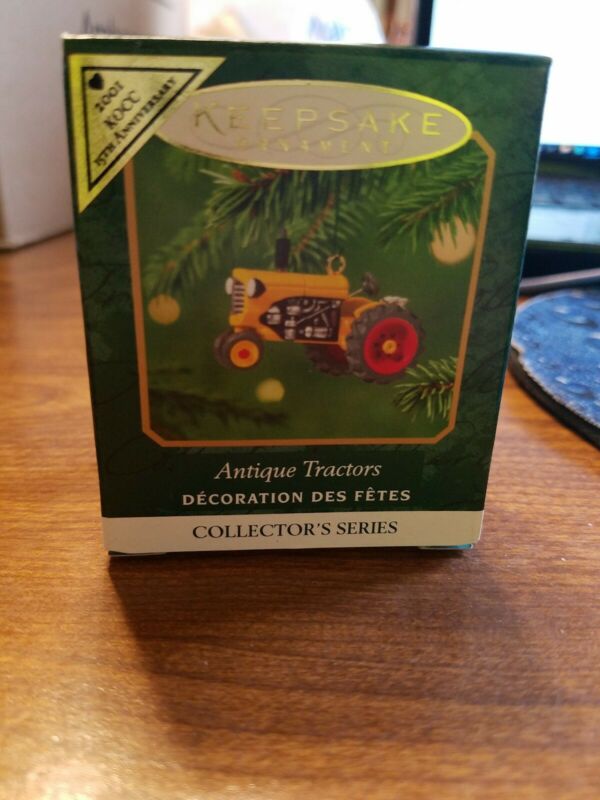 2001
KOCC
15TH ANNIVERSARY
KEEPSAKE
ORNAMENT
Antique Tractors
DÉCORATION DES FÊTES
COLLECTOR'S SERIES